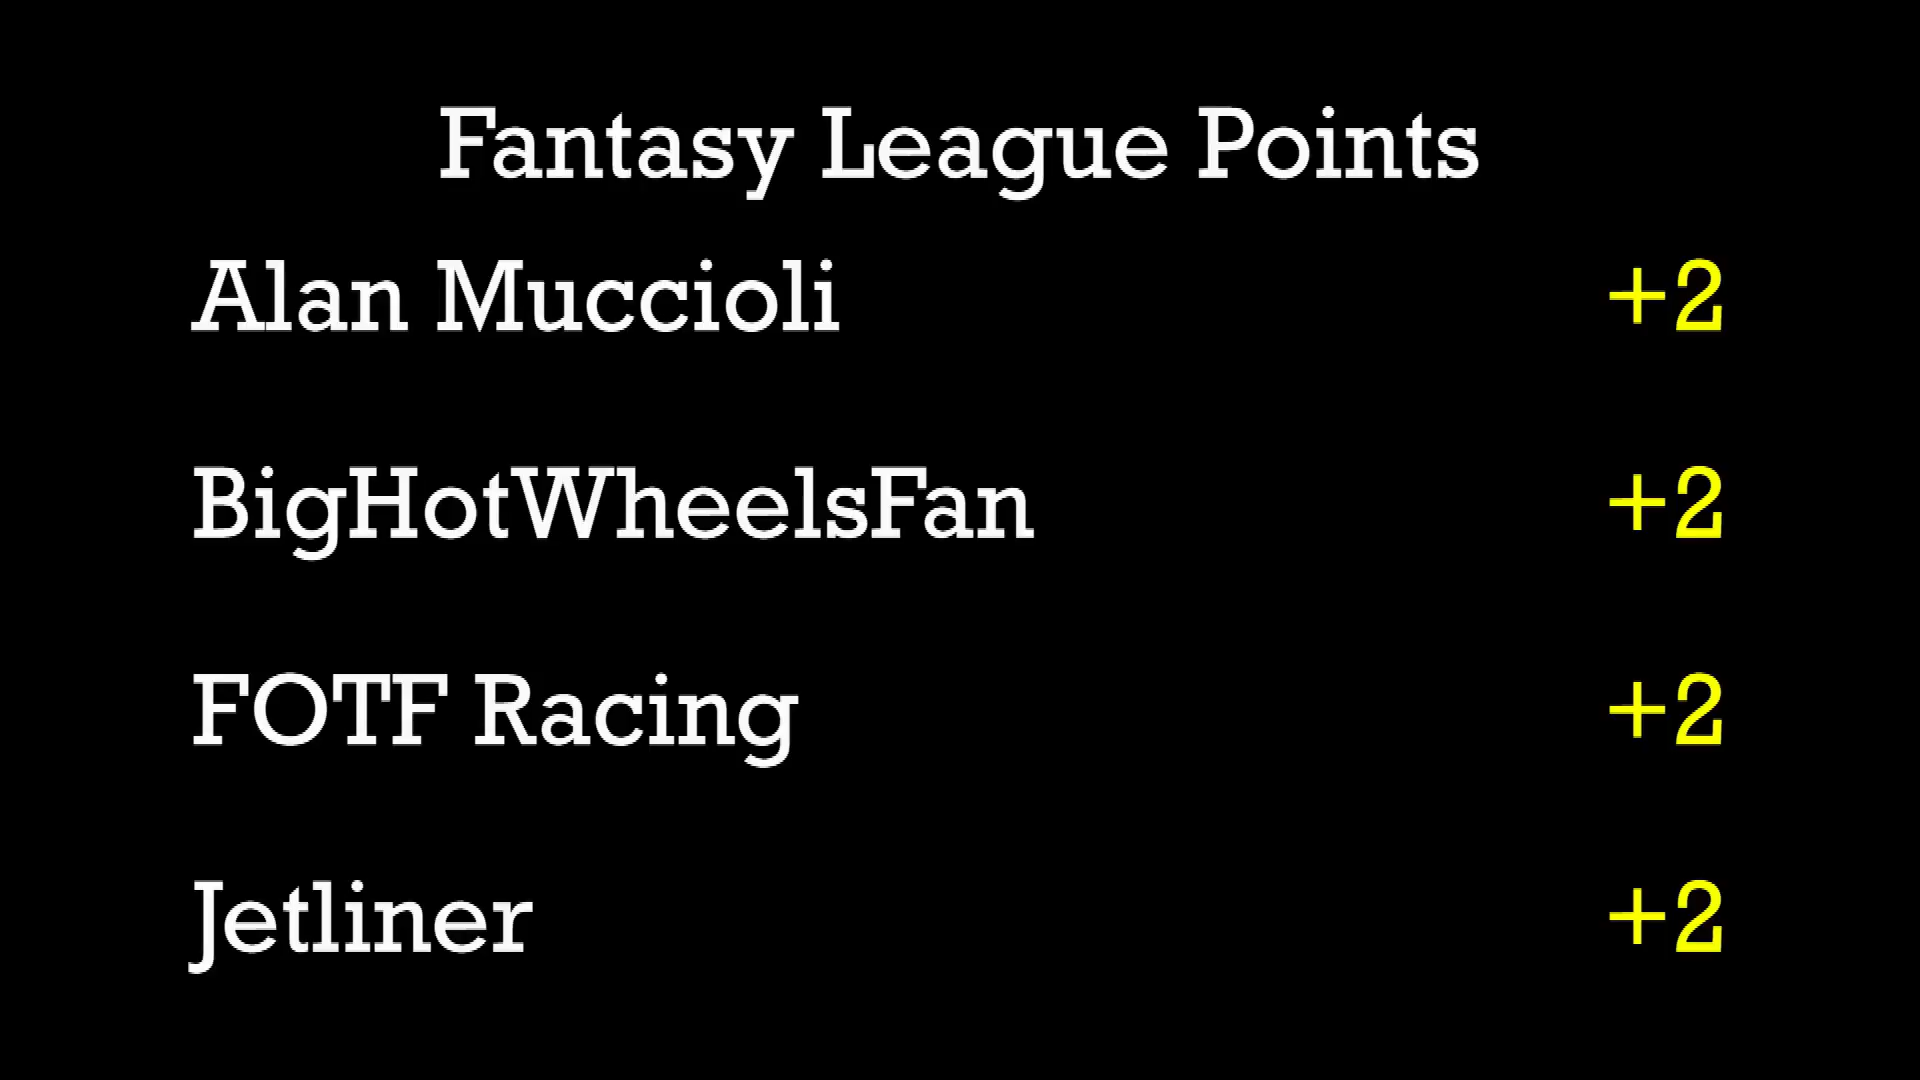 Fantasy League Points
Alan Muccioli +2
BigHotWheelsFan +2
FOTF Racing +2
Jetliner +2